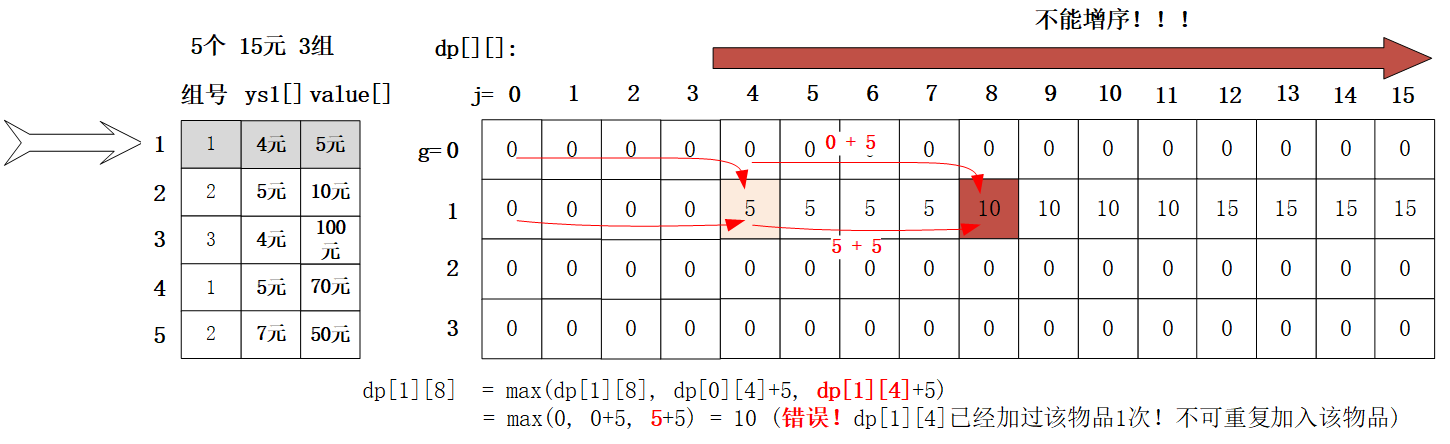 不能增序！！！
5个 15元 3组 dp[][]:
组号 ys1[] value[] j= 0 1 2 3 4 5 6 7 8 9 10 11 12 13 14 15
1 1 4元 5元 g=0 0 0 0 0 0 0 0 0 0 0 0 0 0 0 0
0 + 5
2 2 5元 10元 1 0 0 0 0 5 5 5 5 10 10 10 10 15 15 15 15
5 + 5
3 3 4元 100元 2 0 0 0 0 0 0 0 0 0 0 0 0 0 0 0 0
4 1 5元 70元 3 0 0 0 0 0 0 0 0 0 0 0 0 0 0 0 0
5 2 7元 50元
dp[1][8] = max(dp[1][8], dp[0][4]+5, dp[1][4]+5)
= max(0, 0+5, 5+5) = 10 (错误！dp[1][4]已经加过该物品1次！不可重复加入该物品)